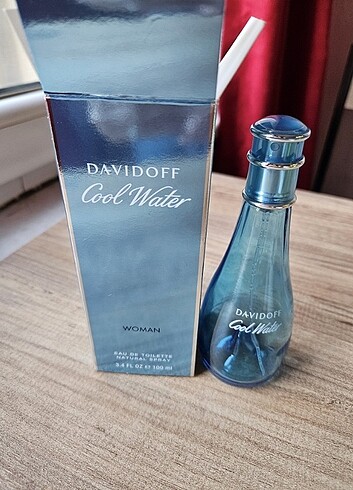 DAVIDOFF
Cool Water
WOMAN
EAU DE TOILETTE
NATURAL SPRAY
3.4 FL OZ e 100 ml
DAVIDOFF
Cool Water